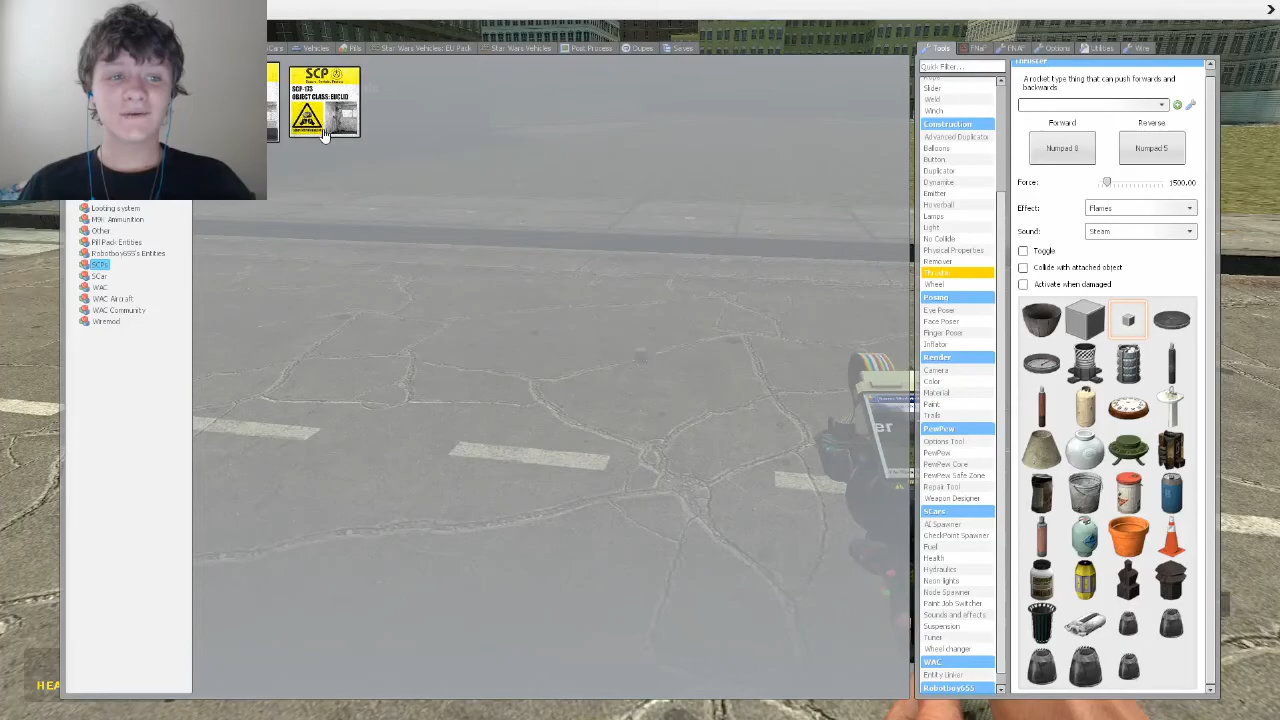 Cars Vehicles Pills Star Wars Vehicles: EU Pack Star Wars Vehicles Post Process Dupes Saves
SCP
SCP-173
OBJECT CLASS: EUCLID
Looting system
M9K Ammunition
Other
Pill Pack Entities
Robotboy655's Entities
SCPs
SCar
WAC
WAC Aircraft
WAC Community
Wiremod
HEA
er
Tools FNaF FNAF Options Utilities Wire
Quick Filter...
Slider
Weld
Winch
Construction
Advanced Duplicator
Balloons
Button
Duplicator
Dynamite
Emitter
Hoverball
Lamps
Light
No Collide
Physical Properties
Remover
Thruster
Wheel
Posing
Eye Poser
Face Poser
Finger Poser
Inflator
Render
Camera
Color
Material
Paint
Trails
PewPew
Options Tool
PewPew
PewPew Core
PewPew Safe Zone
Repair Tool
Weapon Designer
SCars
AI Spawner
CheckPoint Spawner
Fuel
Health
Hydraulics
Neon lights
Node Spawner
Paint Job Switcher
Sounds and effects
Suspension
Tuner
Wheel changer
WAC
Entity Linker
Robotboy655
Thruster
A rocket type thing that can push forwards and
backwards
Forward Reverse
Numpad 8 Numpad 5
Force: 1500.00
Effect: Flames
Sound: Steam
Toggle
Collide with attached object
Activate when damaged